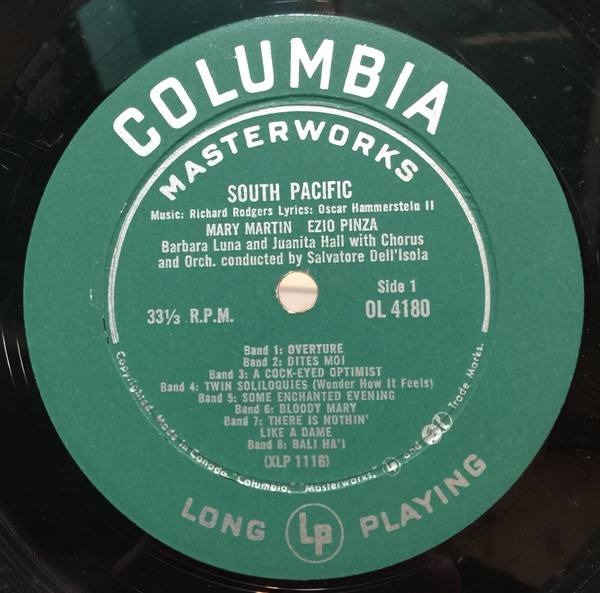 COLUMBIA
MASTERWORKS
SOUTH PACIFIC
Music: Richard Rodgers Lyrics: Oscar Hammerstein II
MARY MARTIN EZIO PINZA
Barbara Luna and Juanita Hall with Chorus
and Orch. conducted by Salvatore Dell'Isola
Side 1
33⅓ R.P.M. OL 4180
Band 1: OVERTURE
Band 2: DITES MOI
Band 3: A COCK-EYED OPTIMIST
Band 4: TWIN SOLILOQUIES (Wonder How It Feels)
Band 5: SOME ENCHANTED EVENING
Band 6: BLOODY MARY
Band 7: THERE IS NOTHIN'
LIKE A DAME
Band 8: BALI HA'I
(XLP 1116)
Copyrighted. Made in Canada. "Columbia," "Masterworks," Lp and Trade Marks.
LONG Lp PLAYING